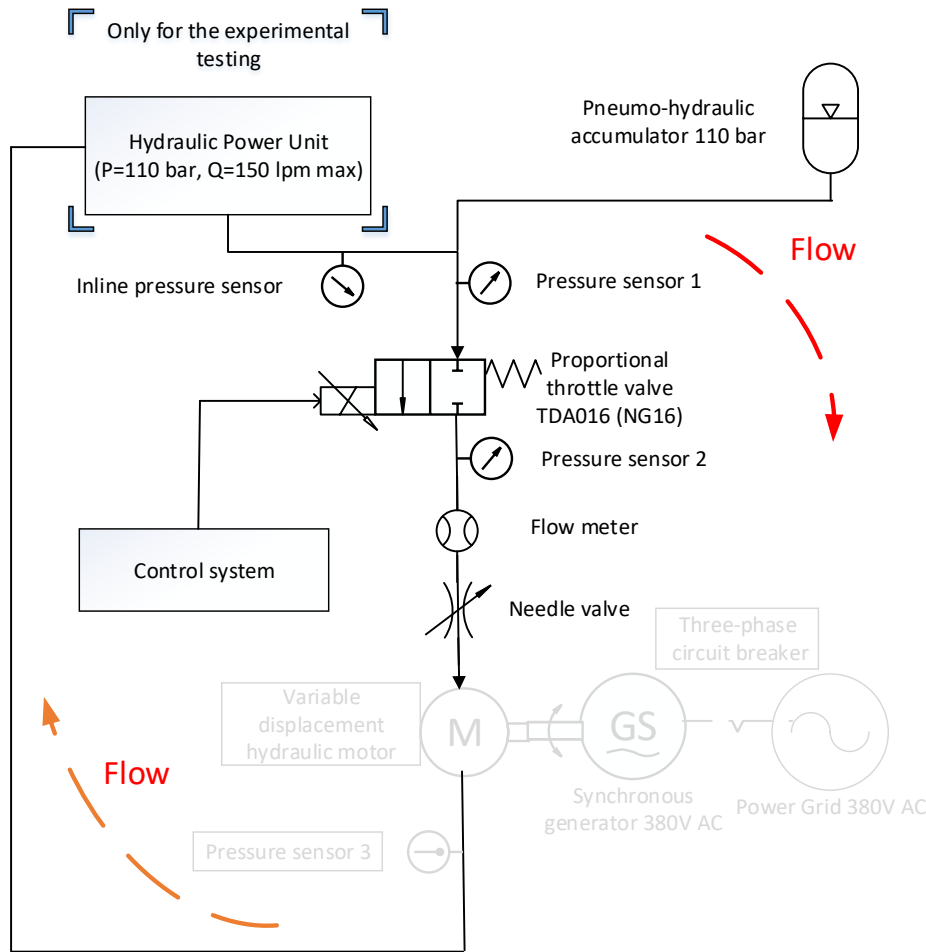 Only for the experimental
testing
Hydraulic Power Unit
(P=110 bar, Q=150 lpm max)
Pneumo-hydraulic
accumulator 110 bar
Flow
Inline pressure sensor
Pressure sensor 1
Proportional
throttle valve
TDA016 (NG16)
Pressure sensor 2
Flow meter
Control system
Needle valve
Three-phase
circuit breaker
Variable
displacement
hydraulic motor
M
GS
Flow
Synchronous
generator 380V AC
Power Grid 380V AC
Pressure sensor 3